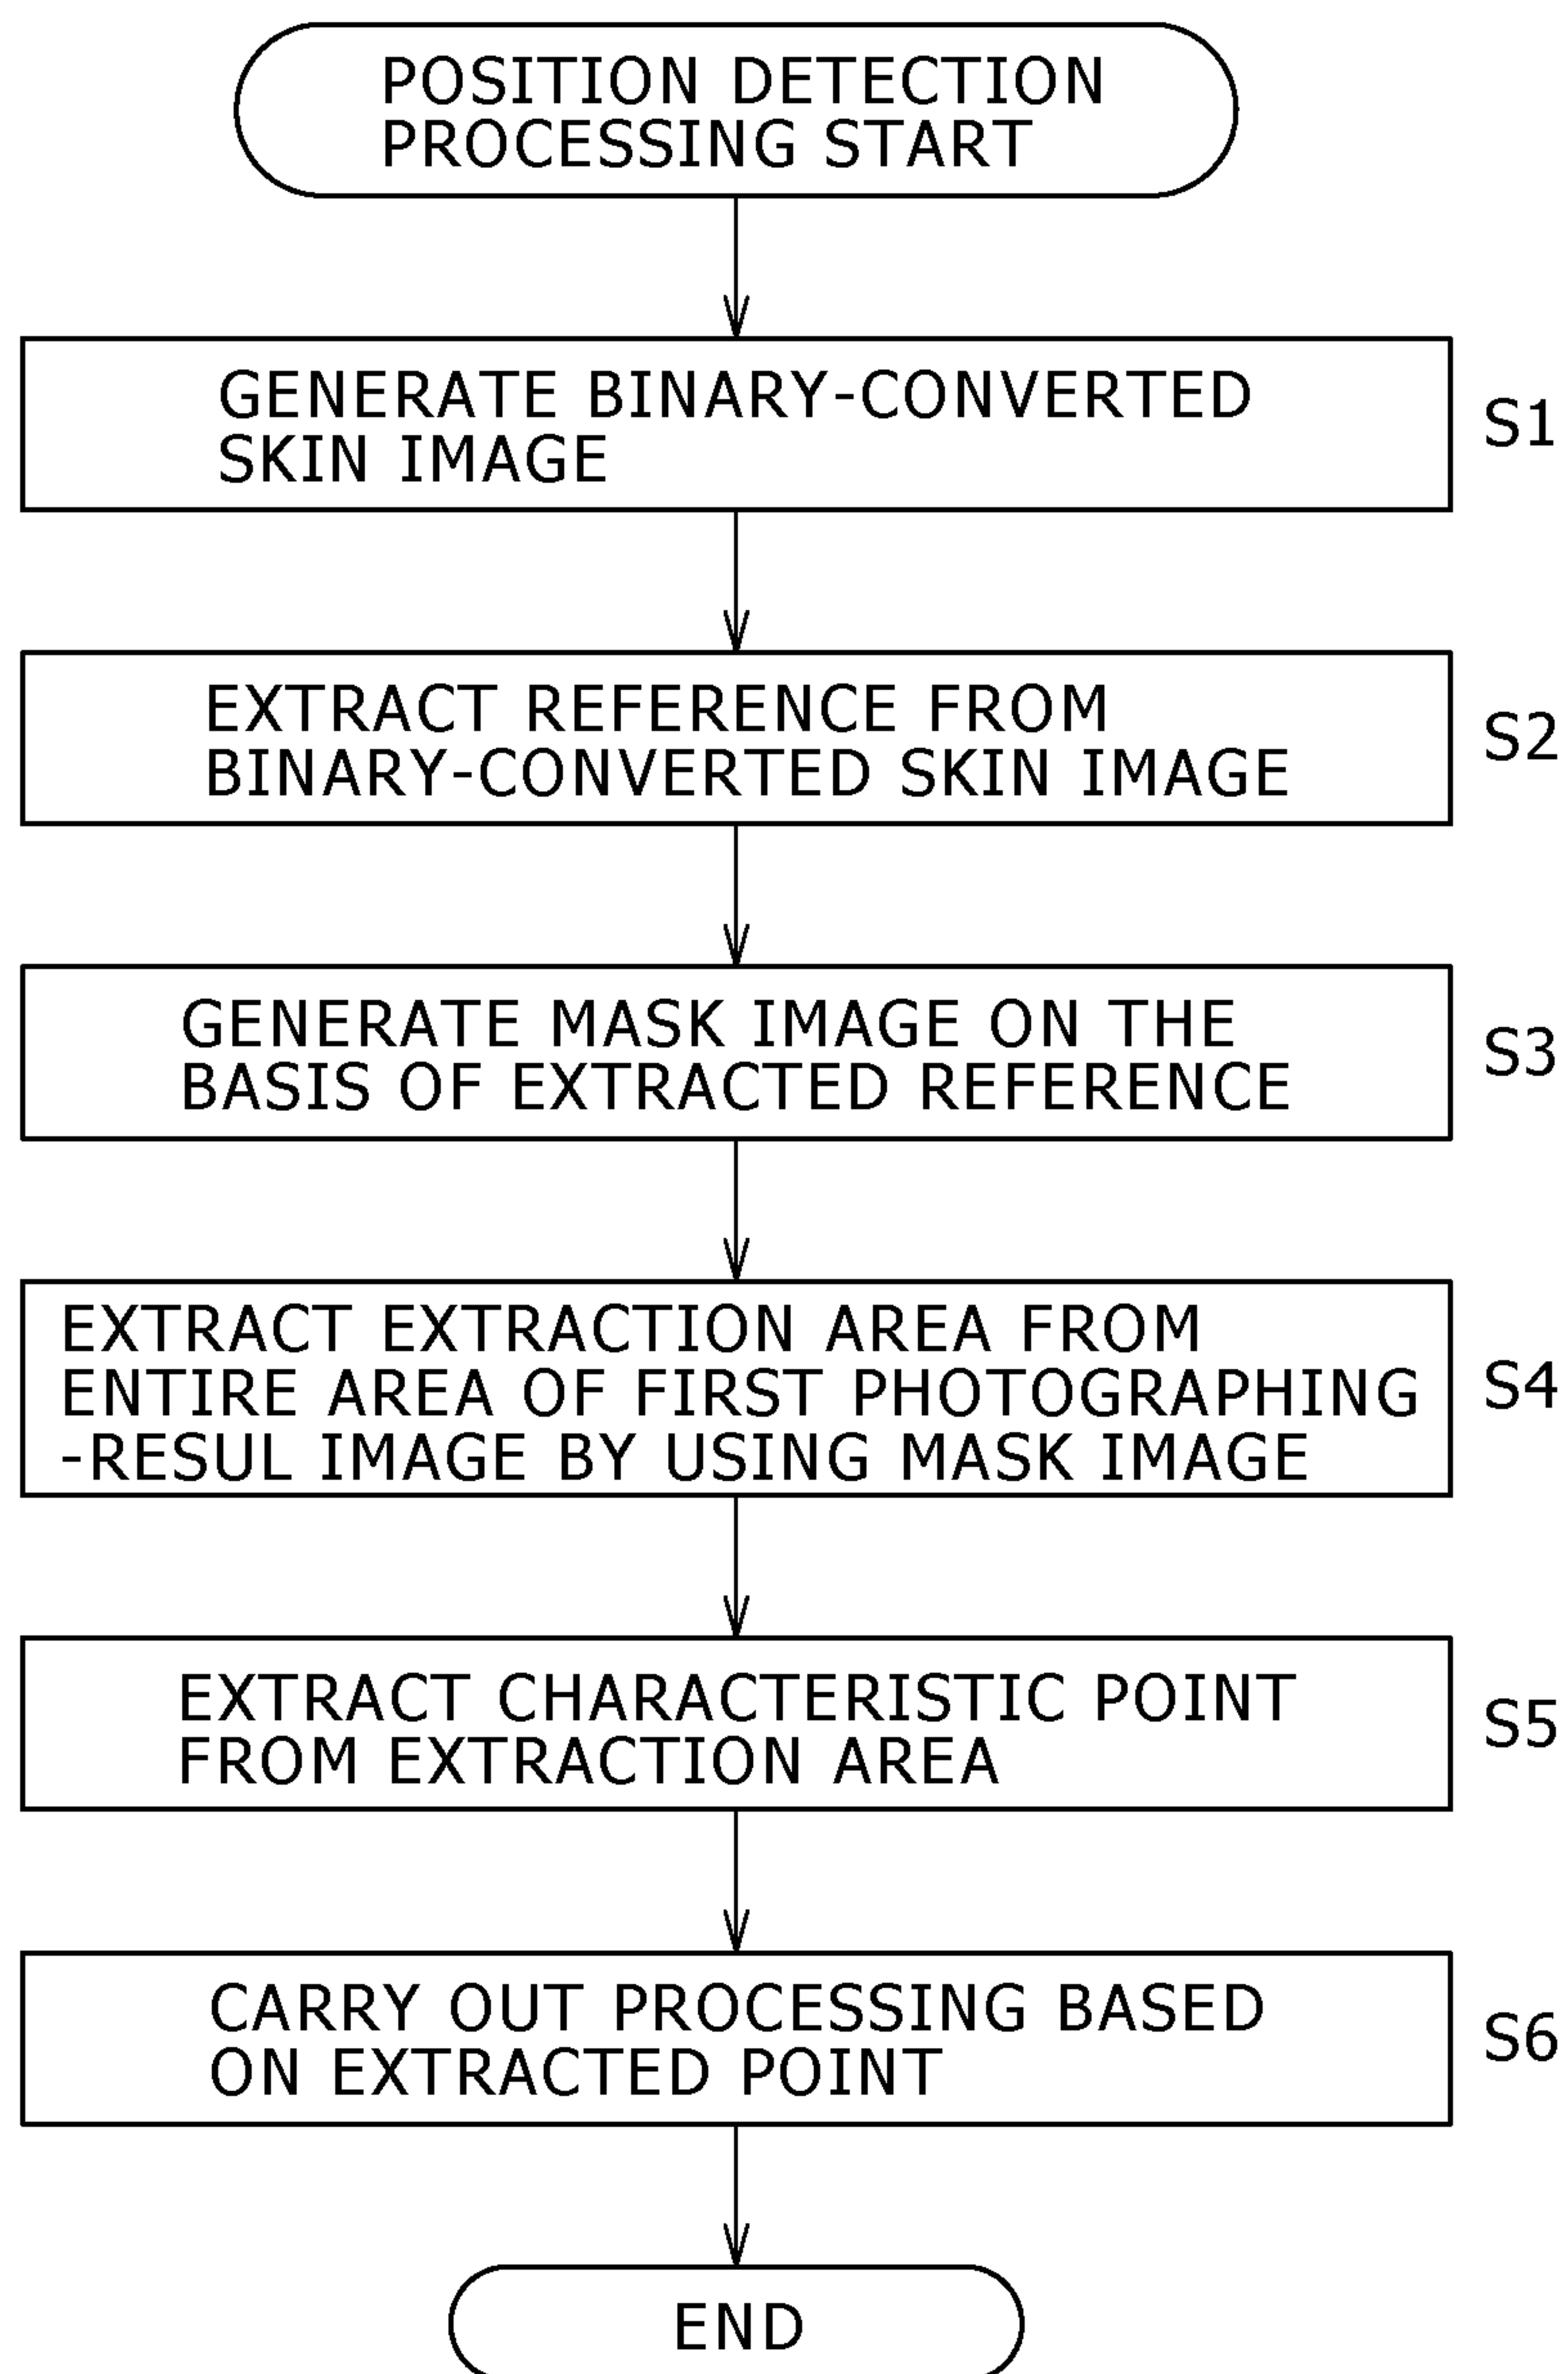 POSITION DETECTION
PROCESSING START
GENERATE BINARY-CONVERTED
SKIN IMAGE
S1
EXTRACT REFERENCE FROM
BINARY-CONVERTED SKIN IMAGE
S2
GENERATE MASK IMAGE ON THE
BASIS OF EXTRACTED REFERENCE
S3
EXTRACT EXTRACTION AREA FROM
ENTIRE AREA OF FIRST PHOTOGRAPHING
-RESUL IMAGE BY USING MASK IMAGE
S4
EXTRACT CHARACTERISTIC POINT
FROM EXTRACTION AREA
S5
CARRY OUT PROCESSING BASED
ON EXTRACTED POINT
S6
END